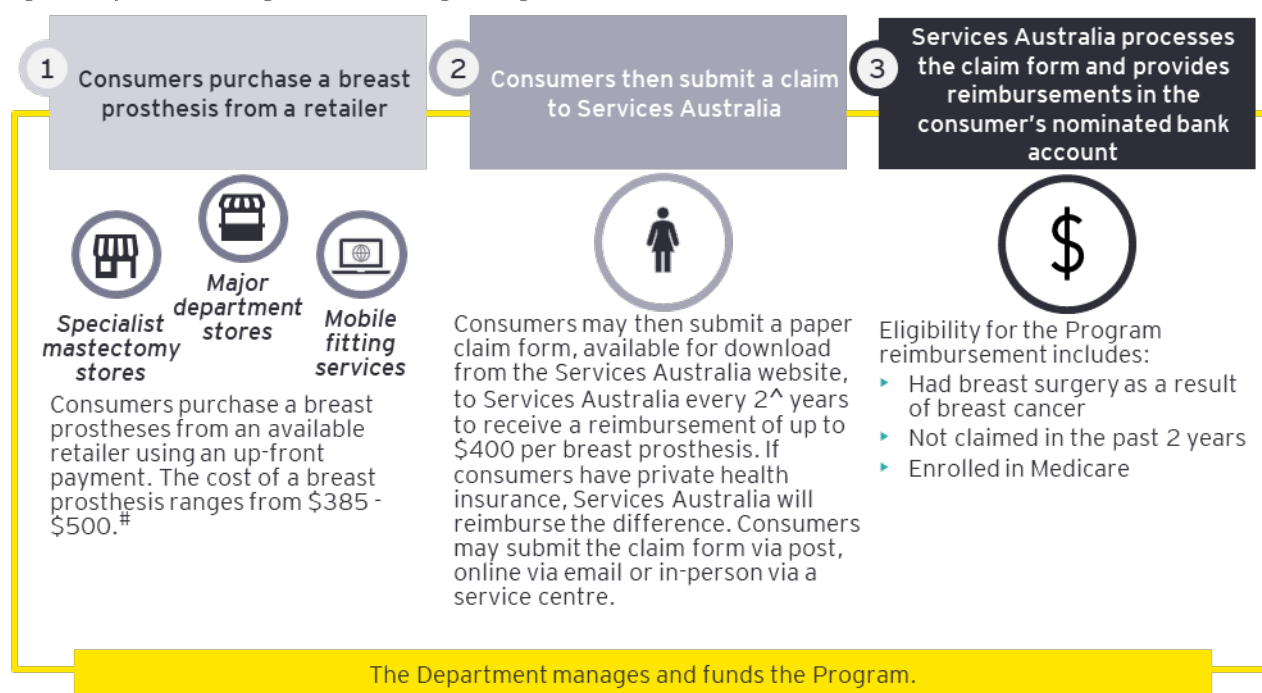 1
Consumers purchase a breast
prosthesis from a retailer
2
Consumers then submit a claim
to Services Australia
3
Services Australia processes
the claim form and provides
reimbursements in the
consumer's nominated bank
account
Specialist
mastectomy
stores
Major
department
stores
Mobile
fitting
services
Consumers purchase a breast
prostheses from an available
retailer using an up-front
payment. The cost of a breast
prosthesis ranges from $385 -
$500.#
Consumers may then submit a paper
claim form, available for download
from the Services Australia website,
to Services Australia every 2^ years
to receive a reimbursement of up to
$400 per breast prosthesis. If
consumers have private health
insurance, Services Australia will
reimburse the difference. Consumers
may submit the claim form via post,
online via email or in-person via a
service centre.
$
Eligibility for the Program
reimbursement includes:
‣ Had breast surgery as a result
of breast cancer
‣ Not claimed in the past 2 years
‣ Enrolled in Medicare
The Department manages and funds the Program.